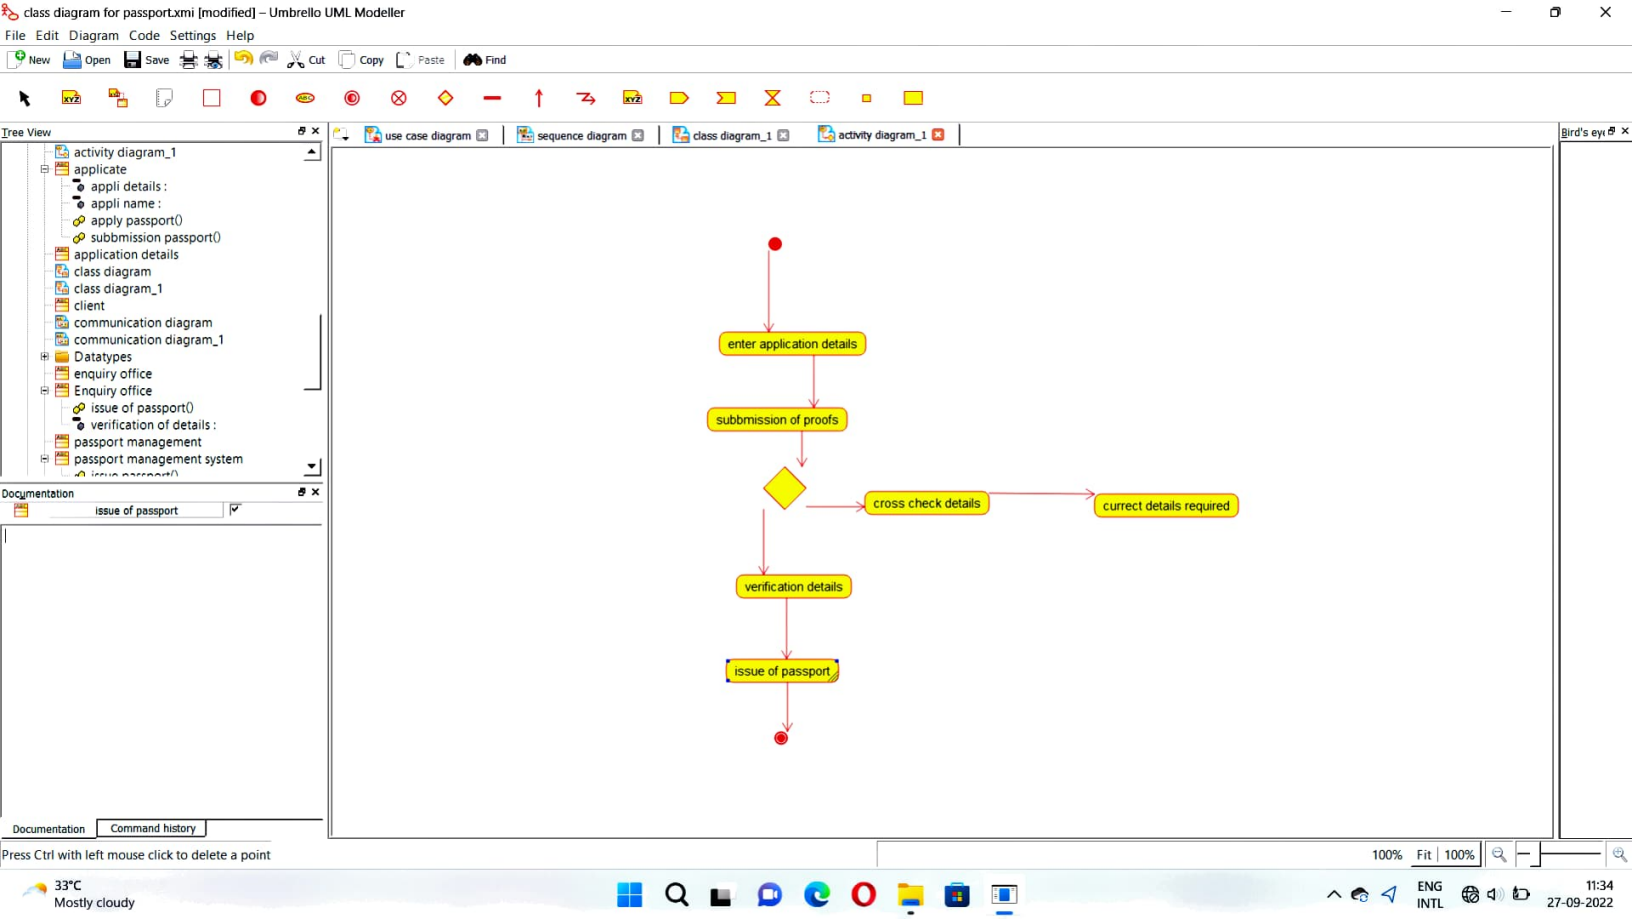 class diagram for passport.xmi [modified] – Umbrello UML Modeller
File Edit Diagram Code Settings Help
New Open Save Cut Copy Paste Find
XYZ ABC XYZ
Tree View
use case diagram sequence diagram class diagram_1 activity diagram_1
Bird's eye
activity diagram_1
applicate
appli details :
appli name :
apply passport()
subbmission passport()
application details
class diagram
class diagram_1
client
communication diagram
communication diagram_1
Datatypes
enquiry office
Enquiry office
issue of passport()
verification of details :
passport management
passport management system
issue passport()
Documentation
issue of passport
enter application details
subbmission of proofs
cross check details
currect details required
verification details
issue of passport
Documentation Command history
Press Ctrl with left mouse click to delete a point
100% Fit 100%
33°C
Mostly cloudy
ENG
INTL
11:34
27-09-2022